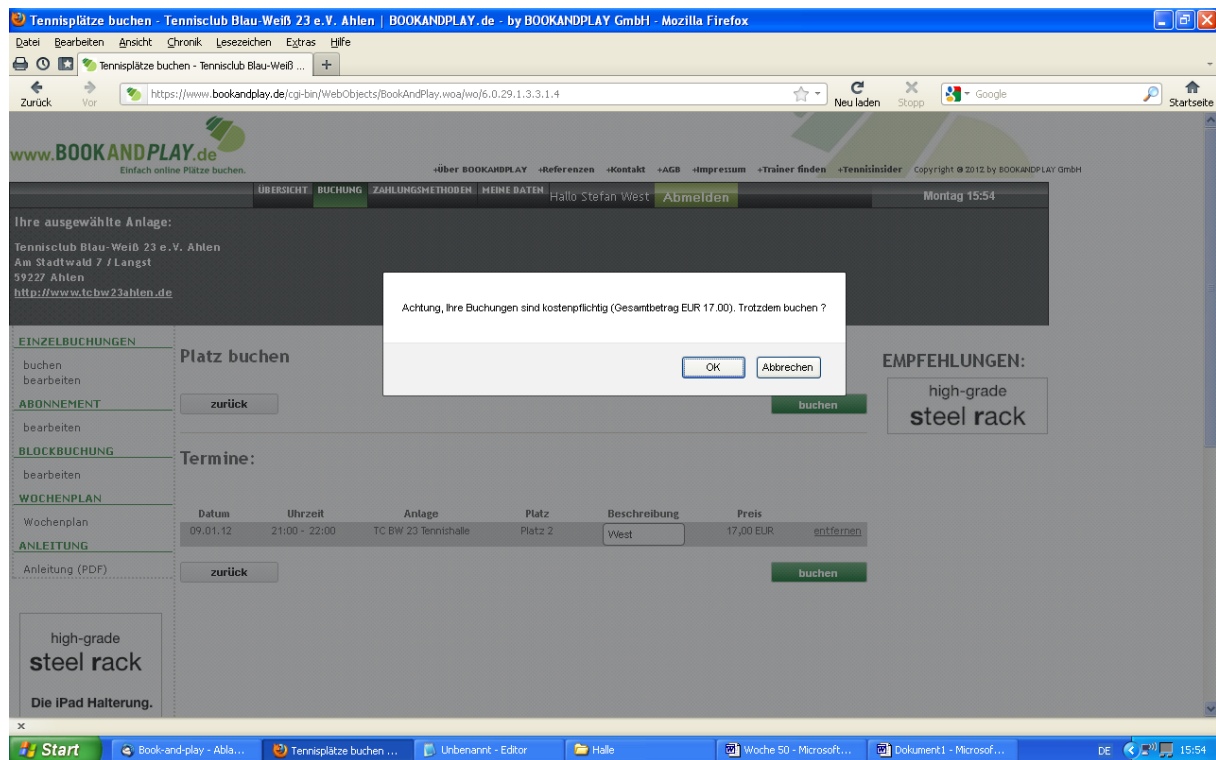 Tennisplätze buchen - Tennisclub Blau-Weiß 23 e.V. Ahlen | BOOKANDPLAY.de - by BOOKANDPLAY GmbH - Mozilla Firefox
Datei Bearbeiten Ansicht Chronik Lesezeichen Extras Hilfe
Tennisplätze buchen - Tennisclub Blau-Weiß ...
Zurück Vor https://www.bookandplay.de/cgi-bin/WebObjects/BookAndPlay.woa/wo/6.0.29.1.3.3.1.4 Neu laden Stopp Google Startseite
www.BOOKANDPLAY.de
Einfach online Plätze buchen.
+Über BOOKANDPLAY +Referenzen +Kontakt +AGB +Impressum +Trainer finden +Tennisinsider Copyright © 2012 by BOOKANDPLAY GmbH
ÜBERSICHT BUCHUNG ZAHLUNGSMETHODEN MEINE DATEN Hallo Stefan West Abmelden Montag 15:54
Ihre ausgewählte Anlage:
Tennisclub Blau-Weiß 23 e.V. Ahlen
Am Stadtwald 7 / Langst
59227 Ahlen
http://www.tcbw23ahlen.de
Achtung, Ihre Buchungen sind kostenpflichtig (Gesamtbetrag EUR 17.00). Trotzdem buchen ?
OK Abbrechen
EINZELBUCHUNGEN
buchen
bearbeiten
ABONNEMENT
bearbeiten
BLOCKBUCHUNG
bearbeiten
WOCHENPLAN
Wochenplan
ANLEITUNG
Anleitung (PDF)
high-grade
steel rack
Die iPad Halterung.
Platz buchen
zurück buchen
Termine:
Datum Uhrzeit Anlage Platz Beschreibung Preis
09.01.12 21:00 - 22:00 TC BW 23 Tennishalle Platz 2 West 17,00 EUR entfernen
zurück buchen
EMPFEHLUNGEN:
high-grade
steel rack
x
Start Book-and-play - Abla... Tennisplätze buchen ... Unbenannt - Editor Halle Woche 50 - Microsoft... Dokument1 - Microsof... DE 15:54